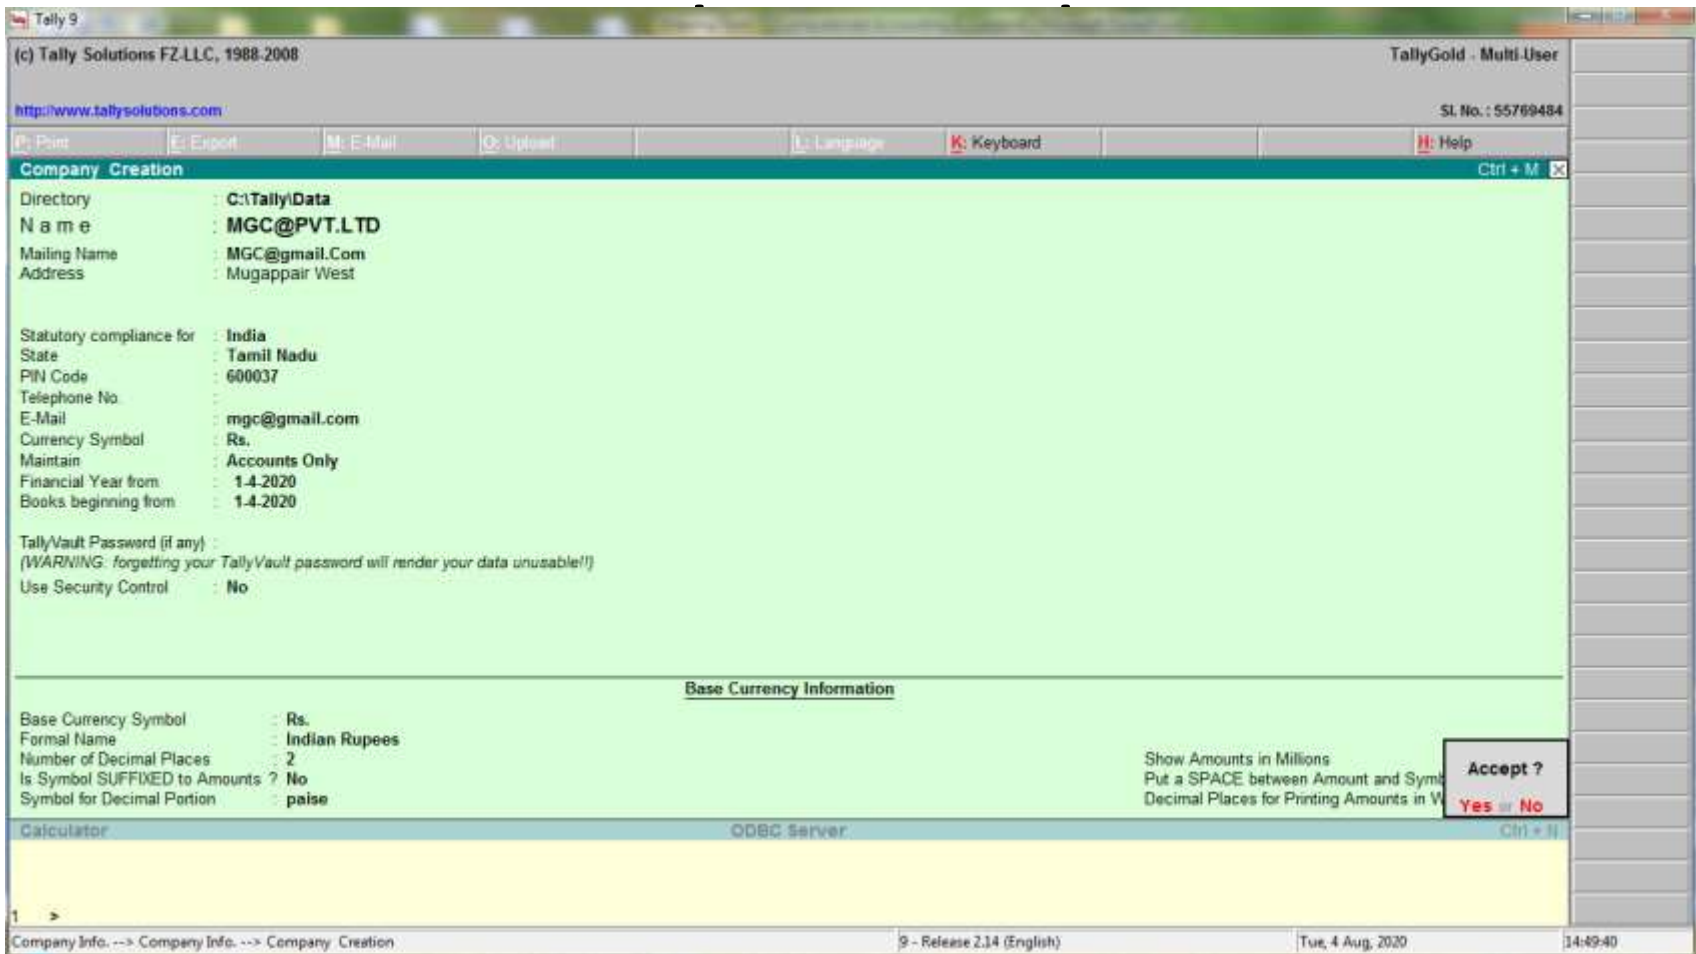 Tally 9
(c) Tally Solutions FZ-LLC, 1988-2008 TallyGold - Multi-User
http://www.tallysolutions.com Sl. No. : 55769484
P: Print E: Export M: E-Mail O: Upload L: Language K: Keyboard H: Help
Company Creation Ctrl + M
Directory : C:\Tally\Data
Name : MGC@PVT.LTD
Mailing Name : MGC@gmail.Com
Address : Mugappair West
Statutory compliance for : India
State : Tamil Nadu
PIN Code : 600037
Telephone No. :
E-Mail : mgc@gmail.com
Currency Symbol : Rs.
Maintain : Accounts Only
Financial Year from : 1-4-2020
Books beginning from : 1-4-2020
TallyVault Password (if any) :
(WARNING: forgetting your TallyVault password will render your data unusable!!)
Use Security Control : No
Base Currency Information
Base Currency Symbol : Rs.
Formal Name : Indian Rupees
Number of Decimal Places : 2 Show Amounts in Millions
Is Symbol SUFFIXED to Amounts ? No Put a SPACE between Amount and Symb
Symbol for Decimal Portion : paise Decimal Places for Printing Amounts in W
Accept ?
Yes or No
Calculator ODBC Server Ctrl + N
1 >
Company Info. --> Company Info. --> Company Creation 9 - Release 2.14 (English) Tue, 4 Aug, 2020 14:49:40